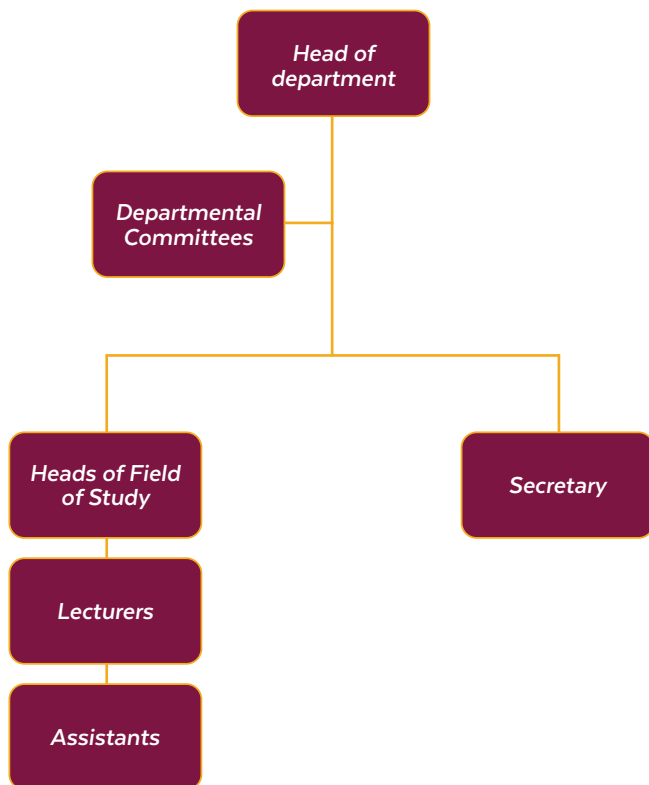 Head of
department
Departmental
Committees
Heads of Field
of Study
Secretary
Lecturers
Assistants